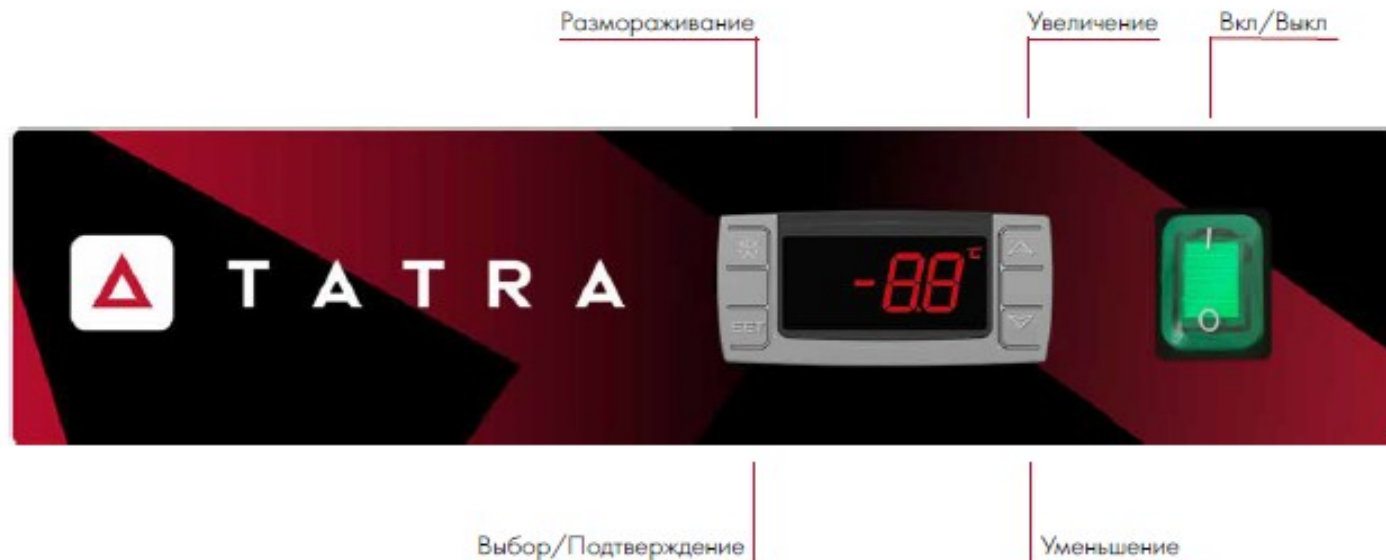 Размораживание
Увеличение
Вкл/Выкл
TATRA
SET
-8.8 °C
I
O
Выбор/Подтверждение
Уменьшение